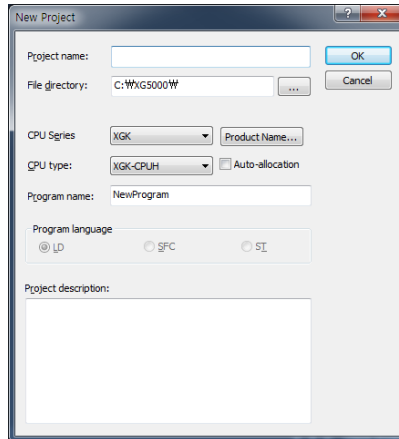 New Project
Project name:
OK
File directory: C:₩XG5000₩ ...
Cancel
CPU Series XGK Product Name...
CPU type: XGK-CPUH Auto-allocation
Program name: NewProgram
Program language
LD SFC ST
Project description: